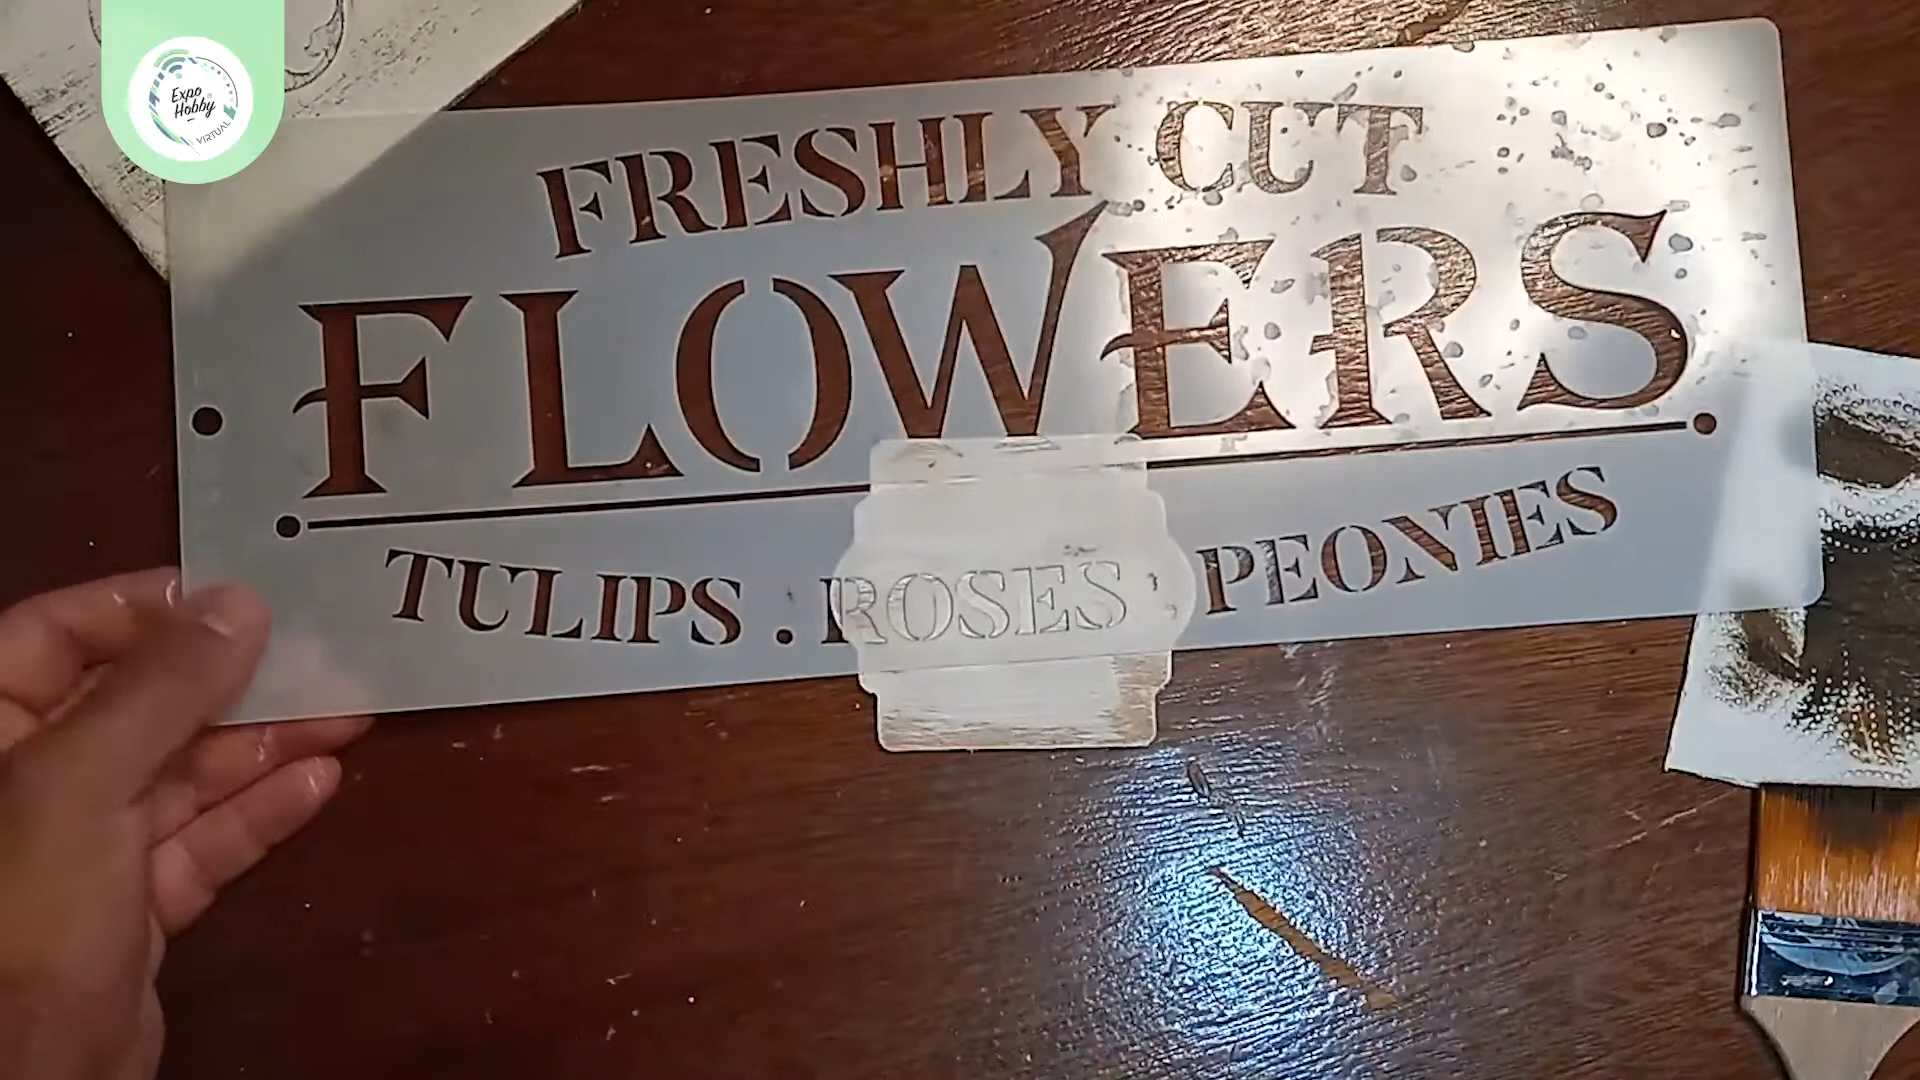 Expo
Hobby
VIRTUAL
FRESHLY CUT
FLOWERS
TULIPS . ROSES . PEONIES